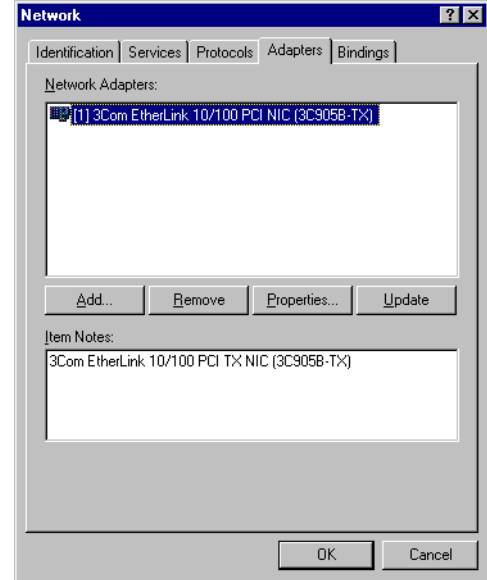 Network
Identification Services Protocols Adapters Bindings
Network Adapters:
[1] 3Com EtherLink 10/100 PCI NIC (3C905B-TX)
Add... Remove Properties... Update
Item Notes:
3Com EtherLink 10/100 PCI TX NIC (3C905B-TX)
OK Cancel